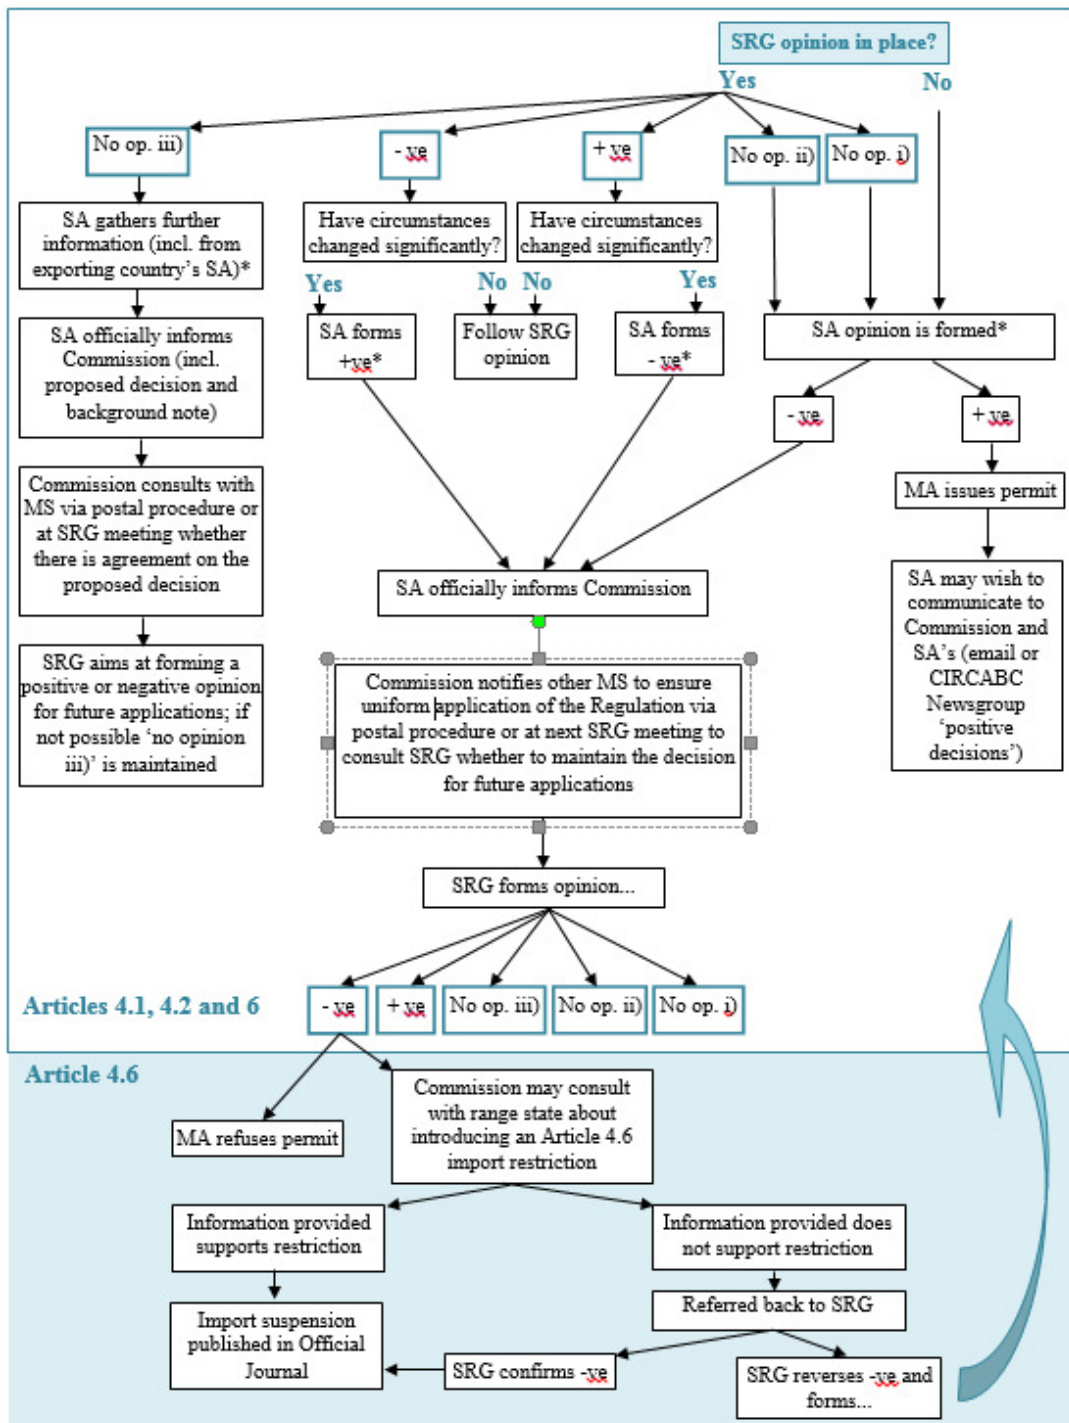 SRG opinion in place?
Yes
No
No op. iii)
- ve
+ ve
No op. ii)
No op. i)
SA gathers further
information (incl. from
exporting country's SA)*
Have circumstances
changed significantly?
Have circumstances
changed significantly?
Yes
No
No
Yes
SA officially informs
Commission (incl.
proposed decision and
background note)
SA forms
+ve*
Follow SRG
opinion
SA forms
- ve*
SA opinion is formed*
- ve
+ ve
Commission consults with
MS via postal procedure or
at SRG meeting whether
there is agreement on the
proposed decision
MA issues permit
SA officially informs Commission
SA may wish to
communicate to
Commission and
SA's (email or
CIRCABC
Newsgroup
'positive
decisions')
SRG aims at forming a
positive or negative opinion
for future applications; if
not possible 'no opinion
iii)' is maintained
Commission notifies other MS to ensure
uniform application of the Regulation via
postal procedure or at next SRG meeting to
consult SRG whether to maintain the decision
for future applications
SRG forms opinion...
Articles 4.1, 4.2 and 6
- ve
+ ve
No op. iii)
No op. ii)
No op. i)
Article 4.6
MA refuses permit
Commission may consult
with range state about
introducing an Article 4.6
import restriction
Information provided
supports restriction
Information provided does
not support restriction
Import suspension
published in Official
Journal
Referred back to SRG
SRG confirms -ve
SRG reverses -ve and
forms...